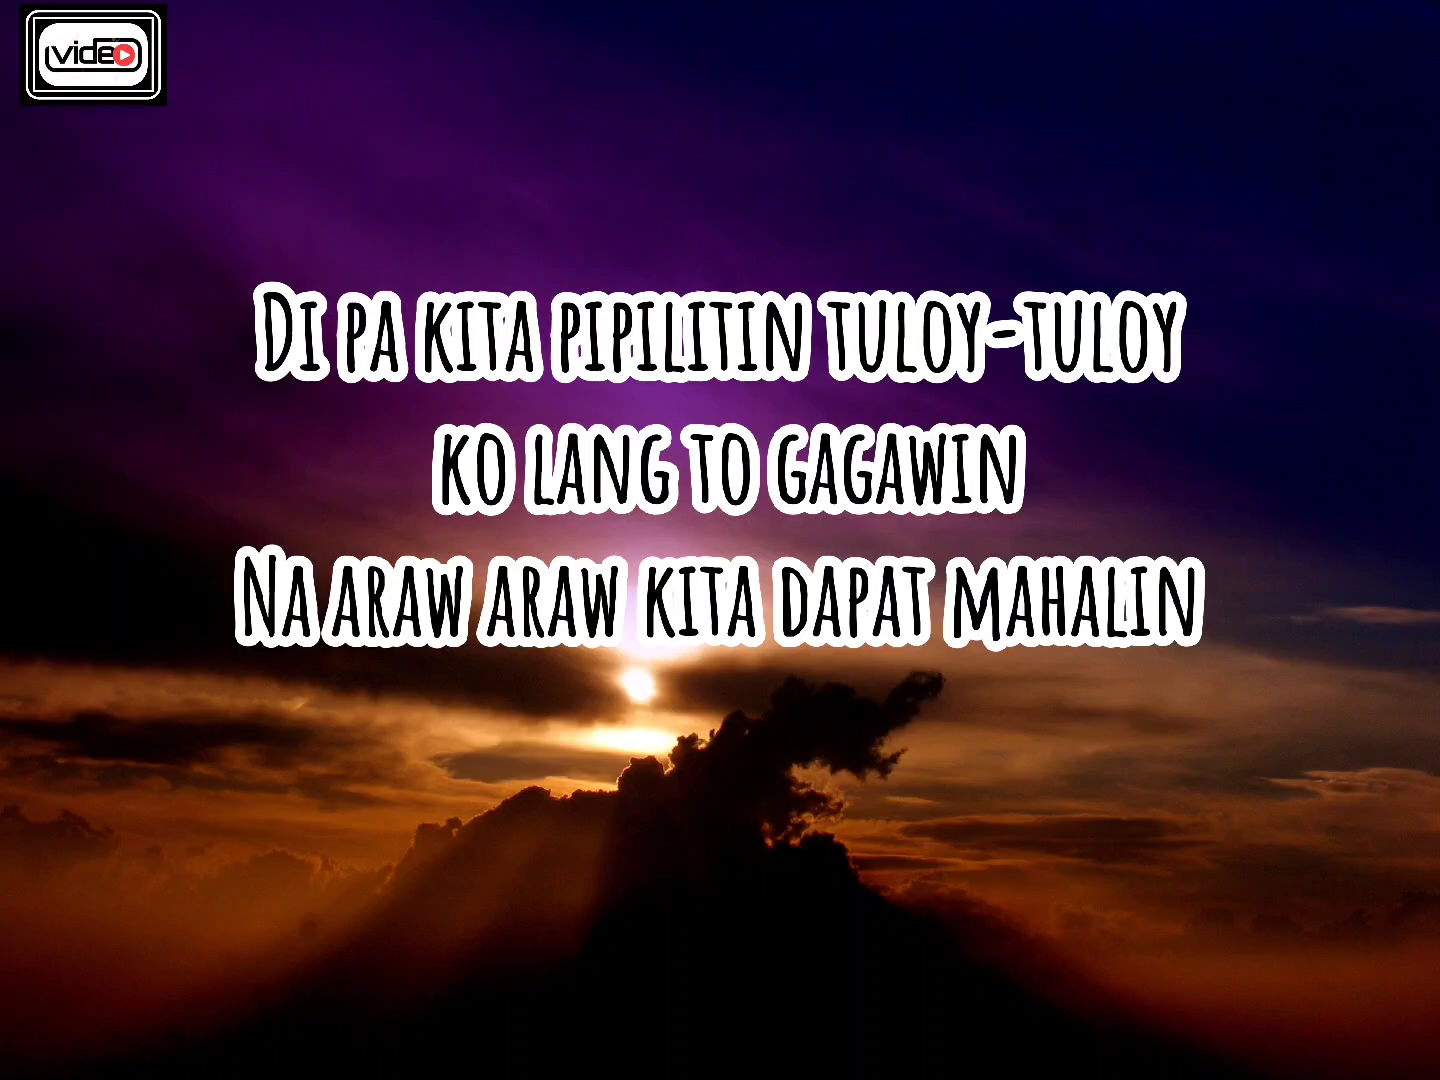 video
Di pa kita pipilitin tuloy-tuloy
ko lang to gagawin
Na araw araw kita dapat mahalin